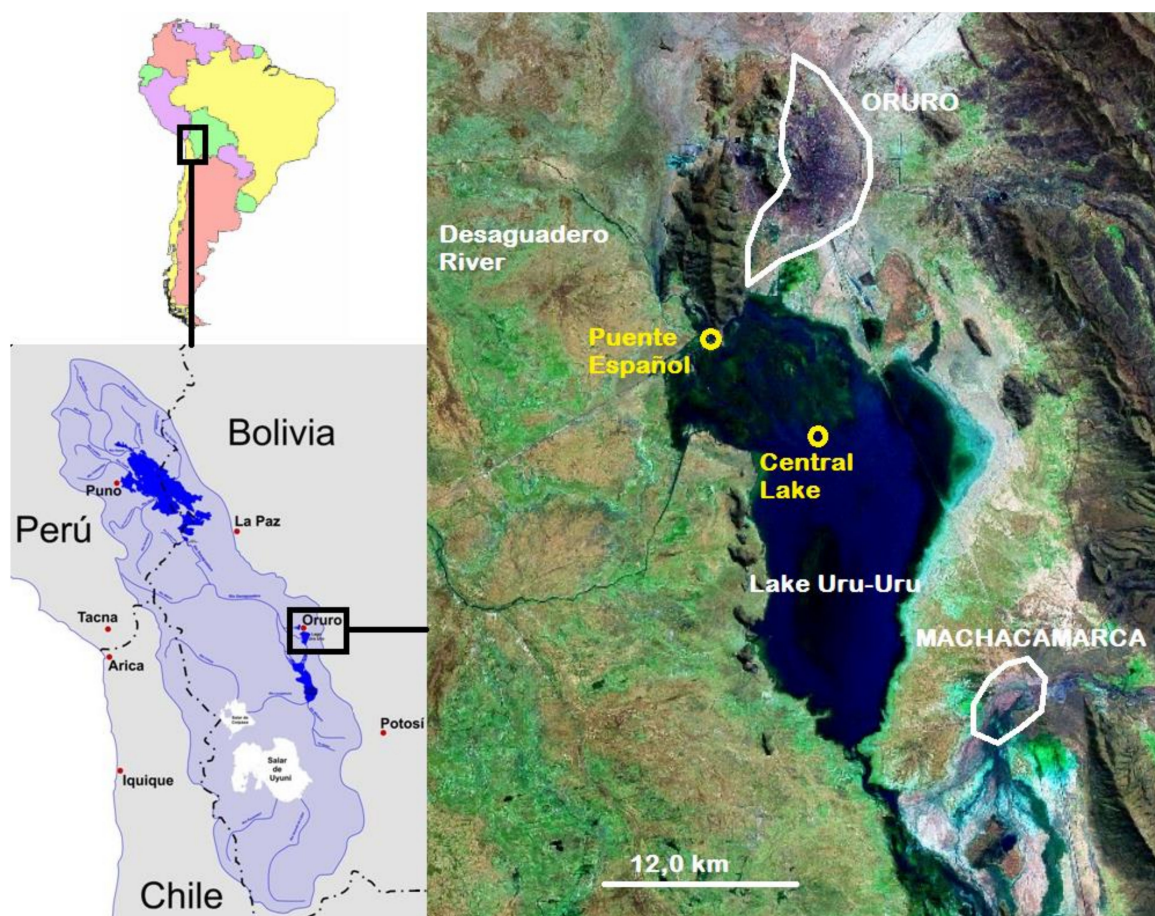 ORURO
Desaguadero
River
Puente
Español
Central
Lake
Lake Uru-Uru
MACHACAMARCA
12,0 km
Bolivia
Puno
Perú
La Paz
Tacna
Oruro
Arica
Potosí
Salar
de
Uyuni
Iquique
Chile